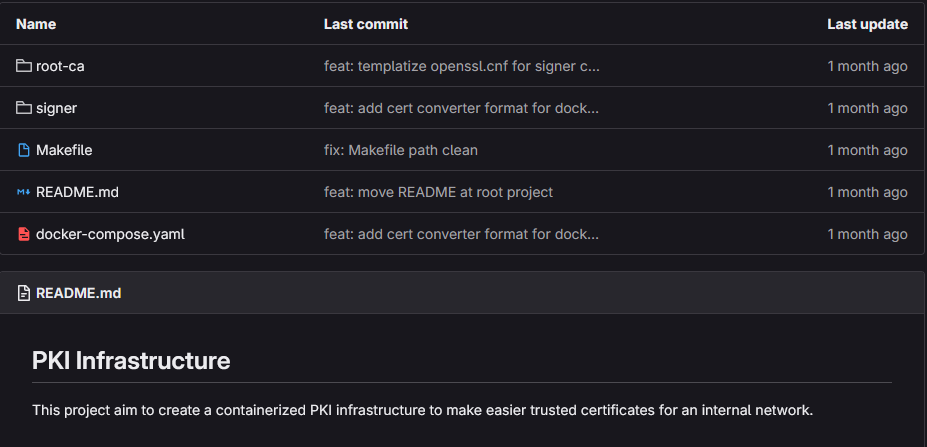 Name Last commit Last update
root-ca feat: templatize openssl.cnf for signer c... 1 month ago
signer feat: add cert converter format for dock... 1 month ago
Makefile fix: Makefile path clean 1 month ago
README.md feat: move README at root project 1 month ago
docker-compose.yaml feat: add cert converter format for dock... 1 month ago
README.md
PKI Infrastructure
This project aim to create a containerized PKI infrastructure to make easier trusted certificates for an internal network.